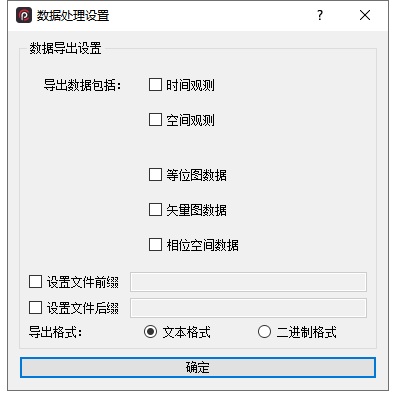 数据处理设置
数据导出设置
导出数据包括： 时间观测
空间观测
等位图数据
矢量图数据
相位空间数据
设置文件前缀
设置文件后缀
导出格式： 文本格式 二进制格式
确定